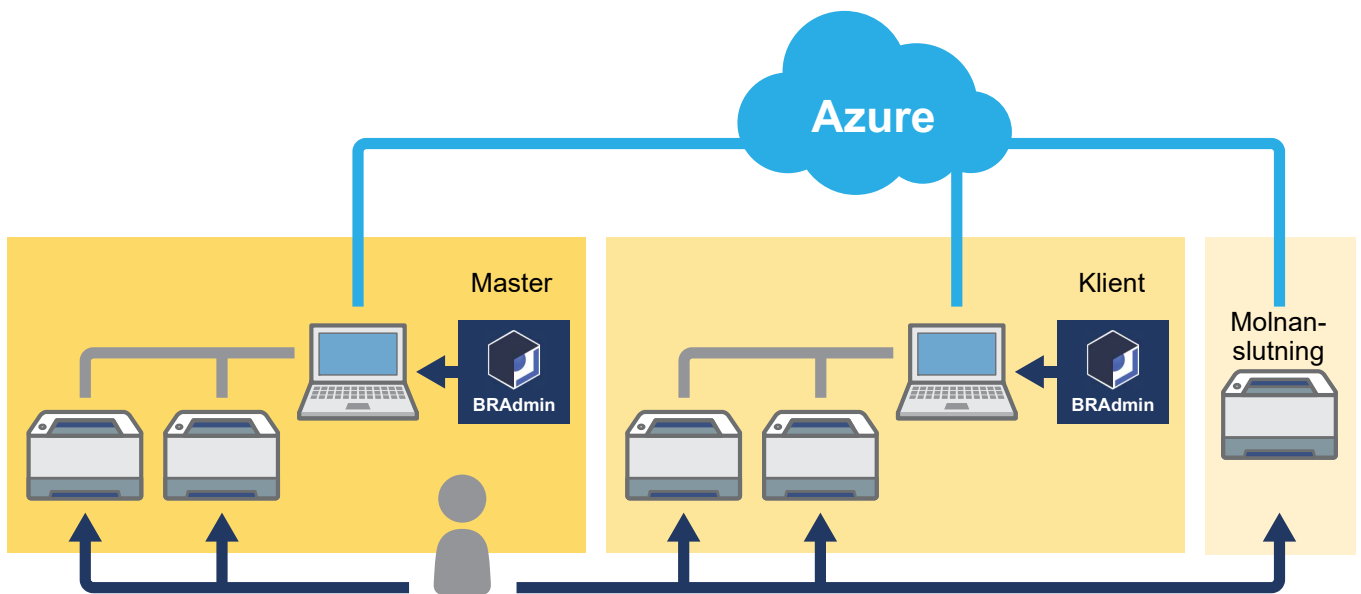 Azure
Master
BRAdmin
Klient
BRAdmin
Molnan-
slutning